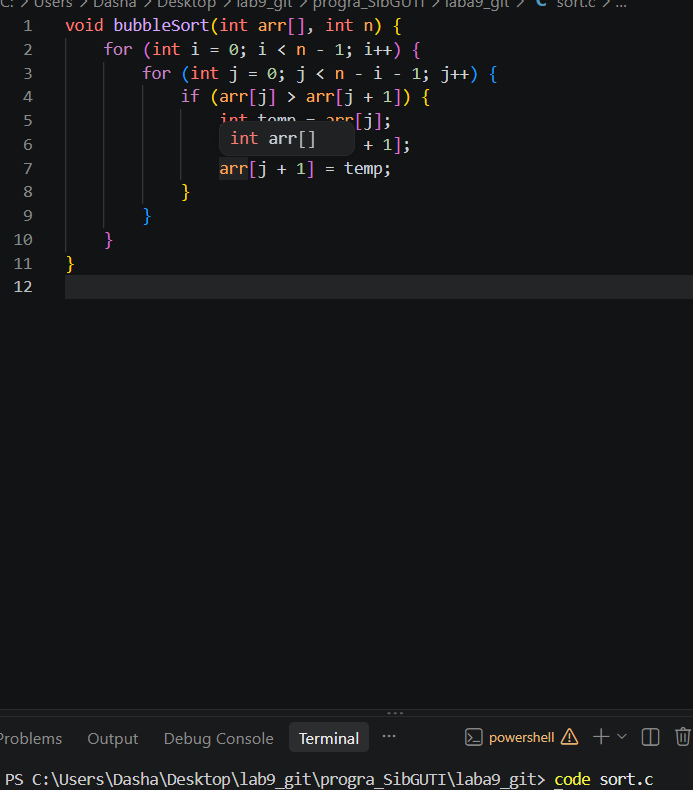 C: > Users > Dasha > Desktop > lab9_git > progra_SibGUTI > laba9_git > C sort.c > ...
1 void bubbleSort(int arr[], int n) {
2 for (int i = 0; i < n - 1; i++) {
3 for (int j = 0; j < n - i - 1; j++) {
4 if (arr[j] > arr[j + 1]) {
5 int temp = arr[j];
int arr[]
6 + 1];
7 arr[j + 1] = temp;
8 }
9 }
10 }
11 }
12
Problems Output Debug Console Terminal ... powershell
PS C:\Users\Dasha\Desktop\lab9_git\progra_SibGUTI\laba9_git> code sort.c